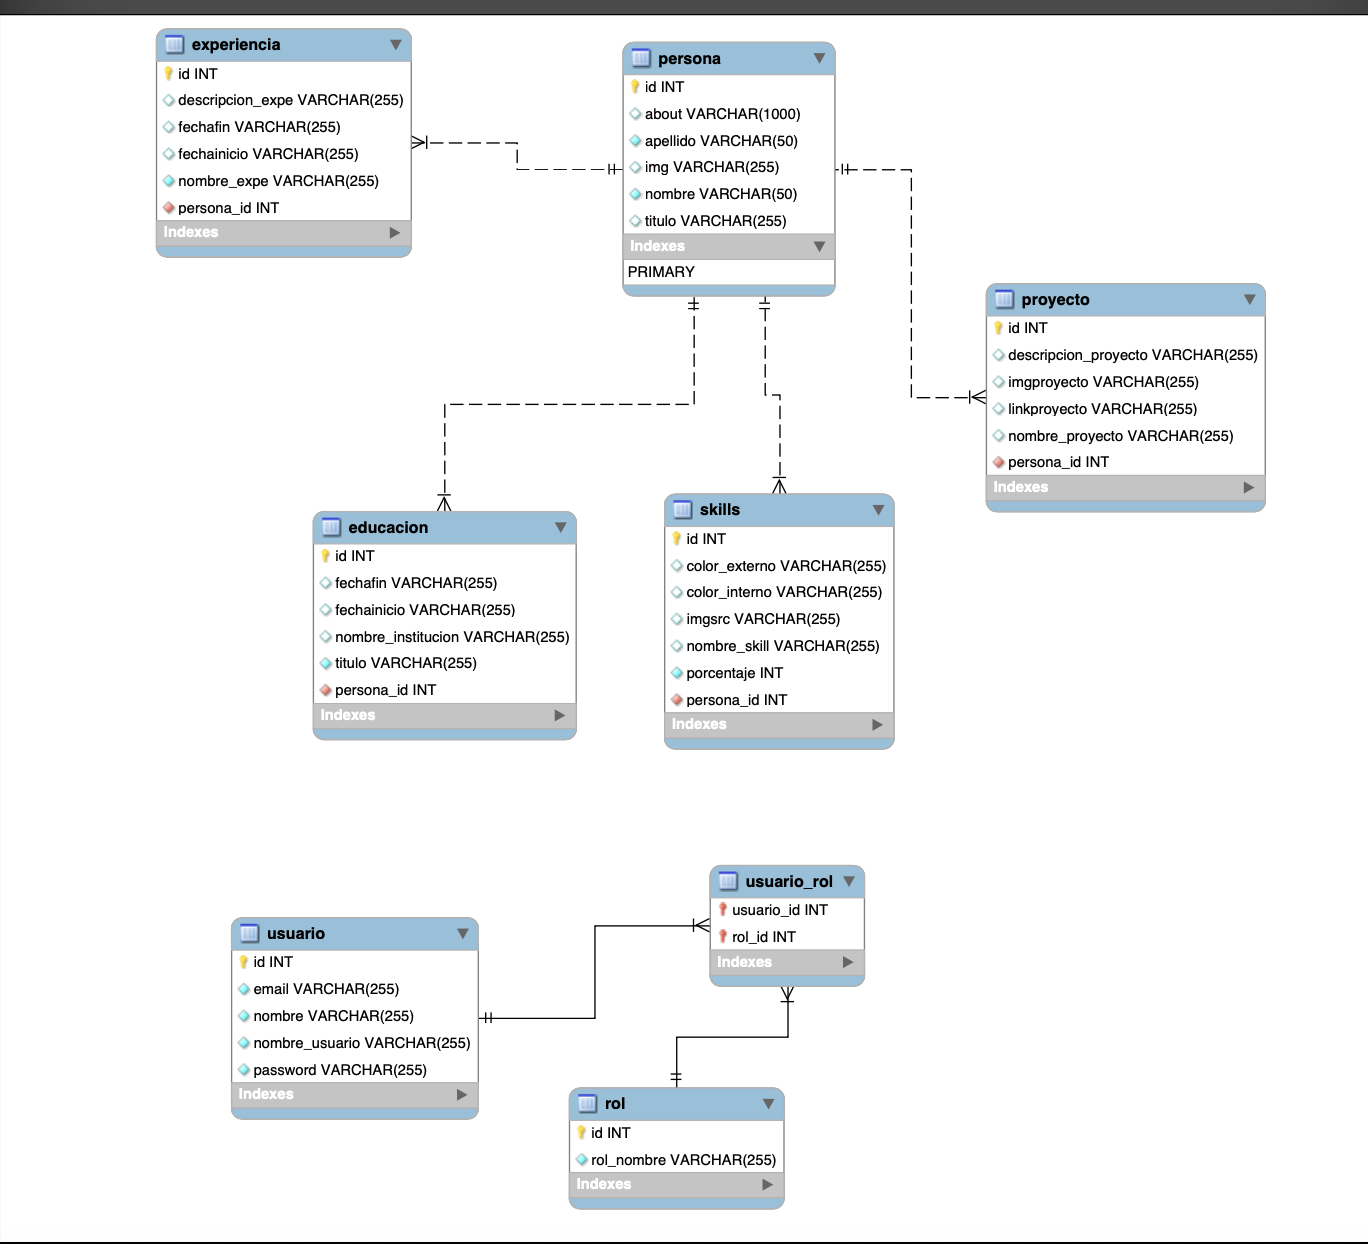 experiencia
id INT
descripcion_expe VARCHAR(255)
fechafin VARCHAR(255)
fechainicio VARCHAR(255)
nombre_expe VARCHAR(255)
persona_id INT
Indexes
persona
id INT
about VARCHAR(1000)
apellido VARCHAR(50)
img VARCHAR(255)
nombre VARCHAR(50)
titulo VARCHAR(255)
Indexes
PRIMARY
proyecto
id INT
descripcion_proyecto VARCHAR(255)
imgproyecto VARCHAR(255)
linkproyecto VARCHAR(255)
nombre_proyecto VARCHAR(255)
persona_id INT
Indexes
educacion
id INT
fechafin VARCHAR(255)
fechainicio VARCHAR(255)
nombre_institucion VARCHAR(255)
titulo VARCHAR(255)
persona_id INT
Indexes
skills
id INT
color_externo VARCHAR(255)
color_interno VARCHAR(255)
imgsrc VARCHAR(255)
nombre_skill VARCHAR(255)
porcentaje INT
persona_id INT
Indexes
usuario_rol
usuario_id INT
rol_id INT
Indexes
usuario
id INT
email VARCHAR(255)
nombre VARCHAR(255)
nombre_usuario VARCHAR(255)
password VARCHAR(255)
Indexes
rol
id INT
rol_nombre VARCHAR(255)
Indexes